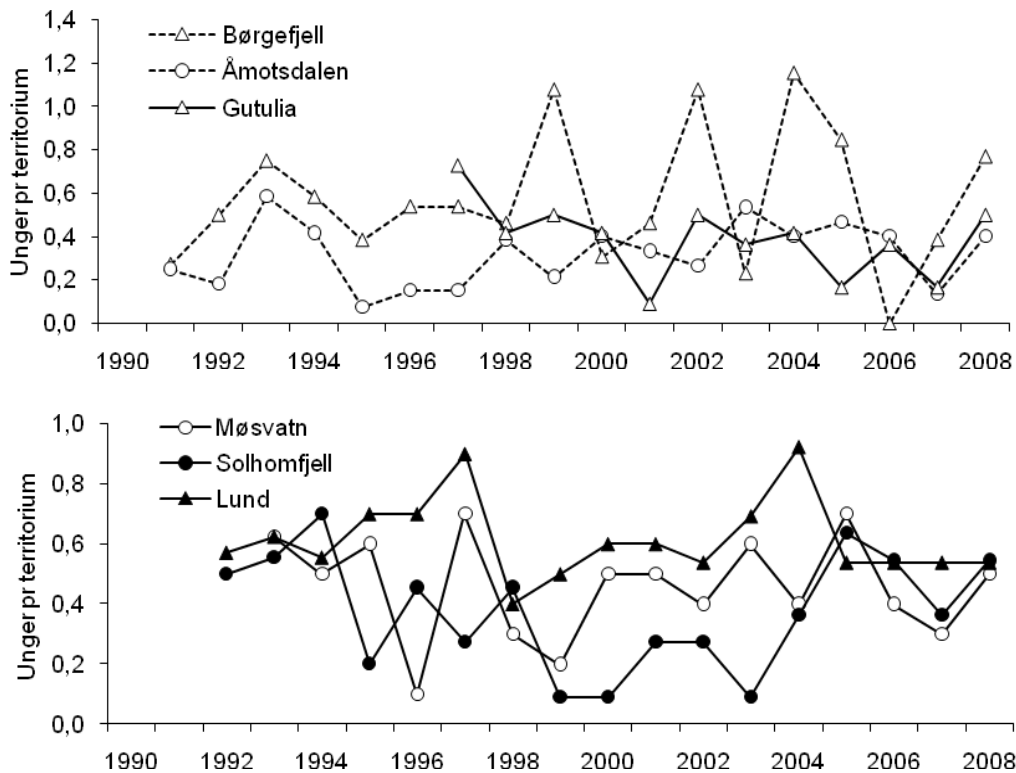 1,4
1,2
1,0
0,8
0,6
0,4
0,2
0,0
Unger pr territorium
Børgefjell
Åmotsdalen
Gutulia
1990 1992 1994 1996 1998 2000 2002 2004 2006 2008
1,0
0,8
0,6
0,4
0,2
0,0
Unger pr territorium
Møsvatn
Solhomfjell
Lund
1990 1992 1994 1996 1998 2000 2002 2004 2006 2008